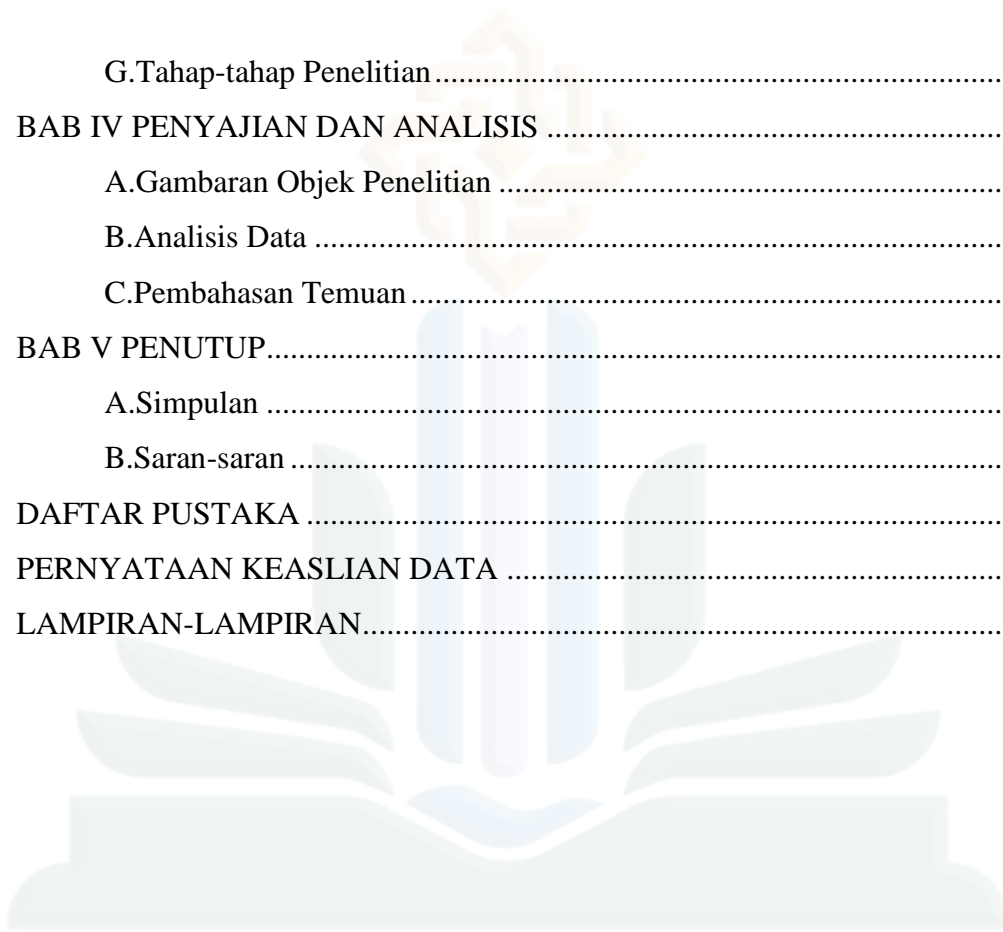 G.Tahap-tahap Penelitian........................................................................
BAB IV PENYAJIAN DAN ANALISIS .........................................................
A.Gambaran Objek Penelitian ...............................................................
B.Analisis Data ......................................................................................
C.Pembahasan Temuan..........................................................................
BAB V PENUTUP............................................................................................
A.Simpulan ............................................................................................
B.Saran-saran.........................................................................................
DAFTAR PUSTAKA .......................................................................................
PERNYATAAN KEASLIAN DATA ..............................................................
LAMPIRAN-LAMPIRAN................................................................................